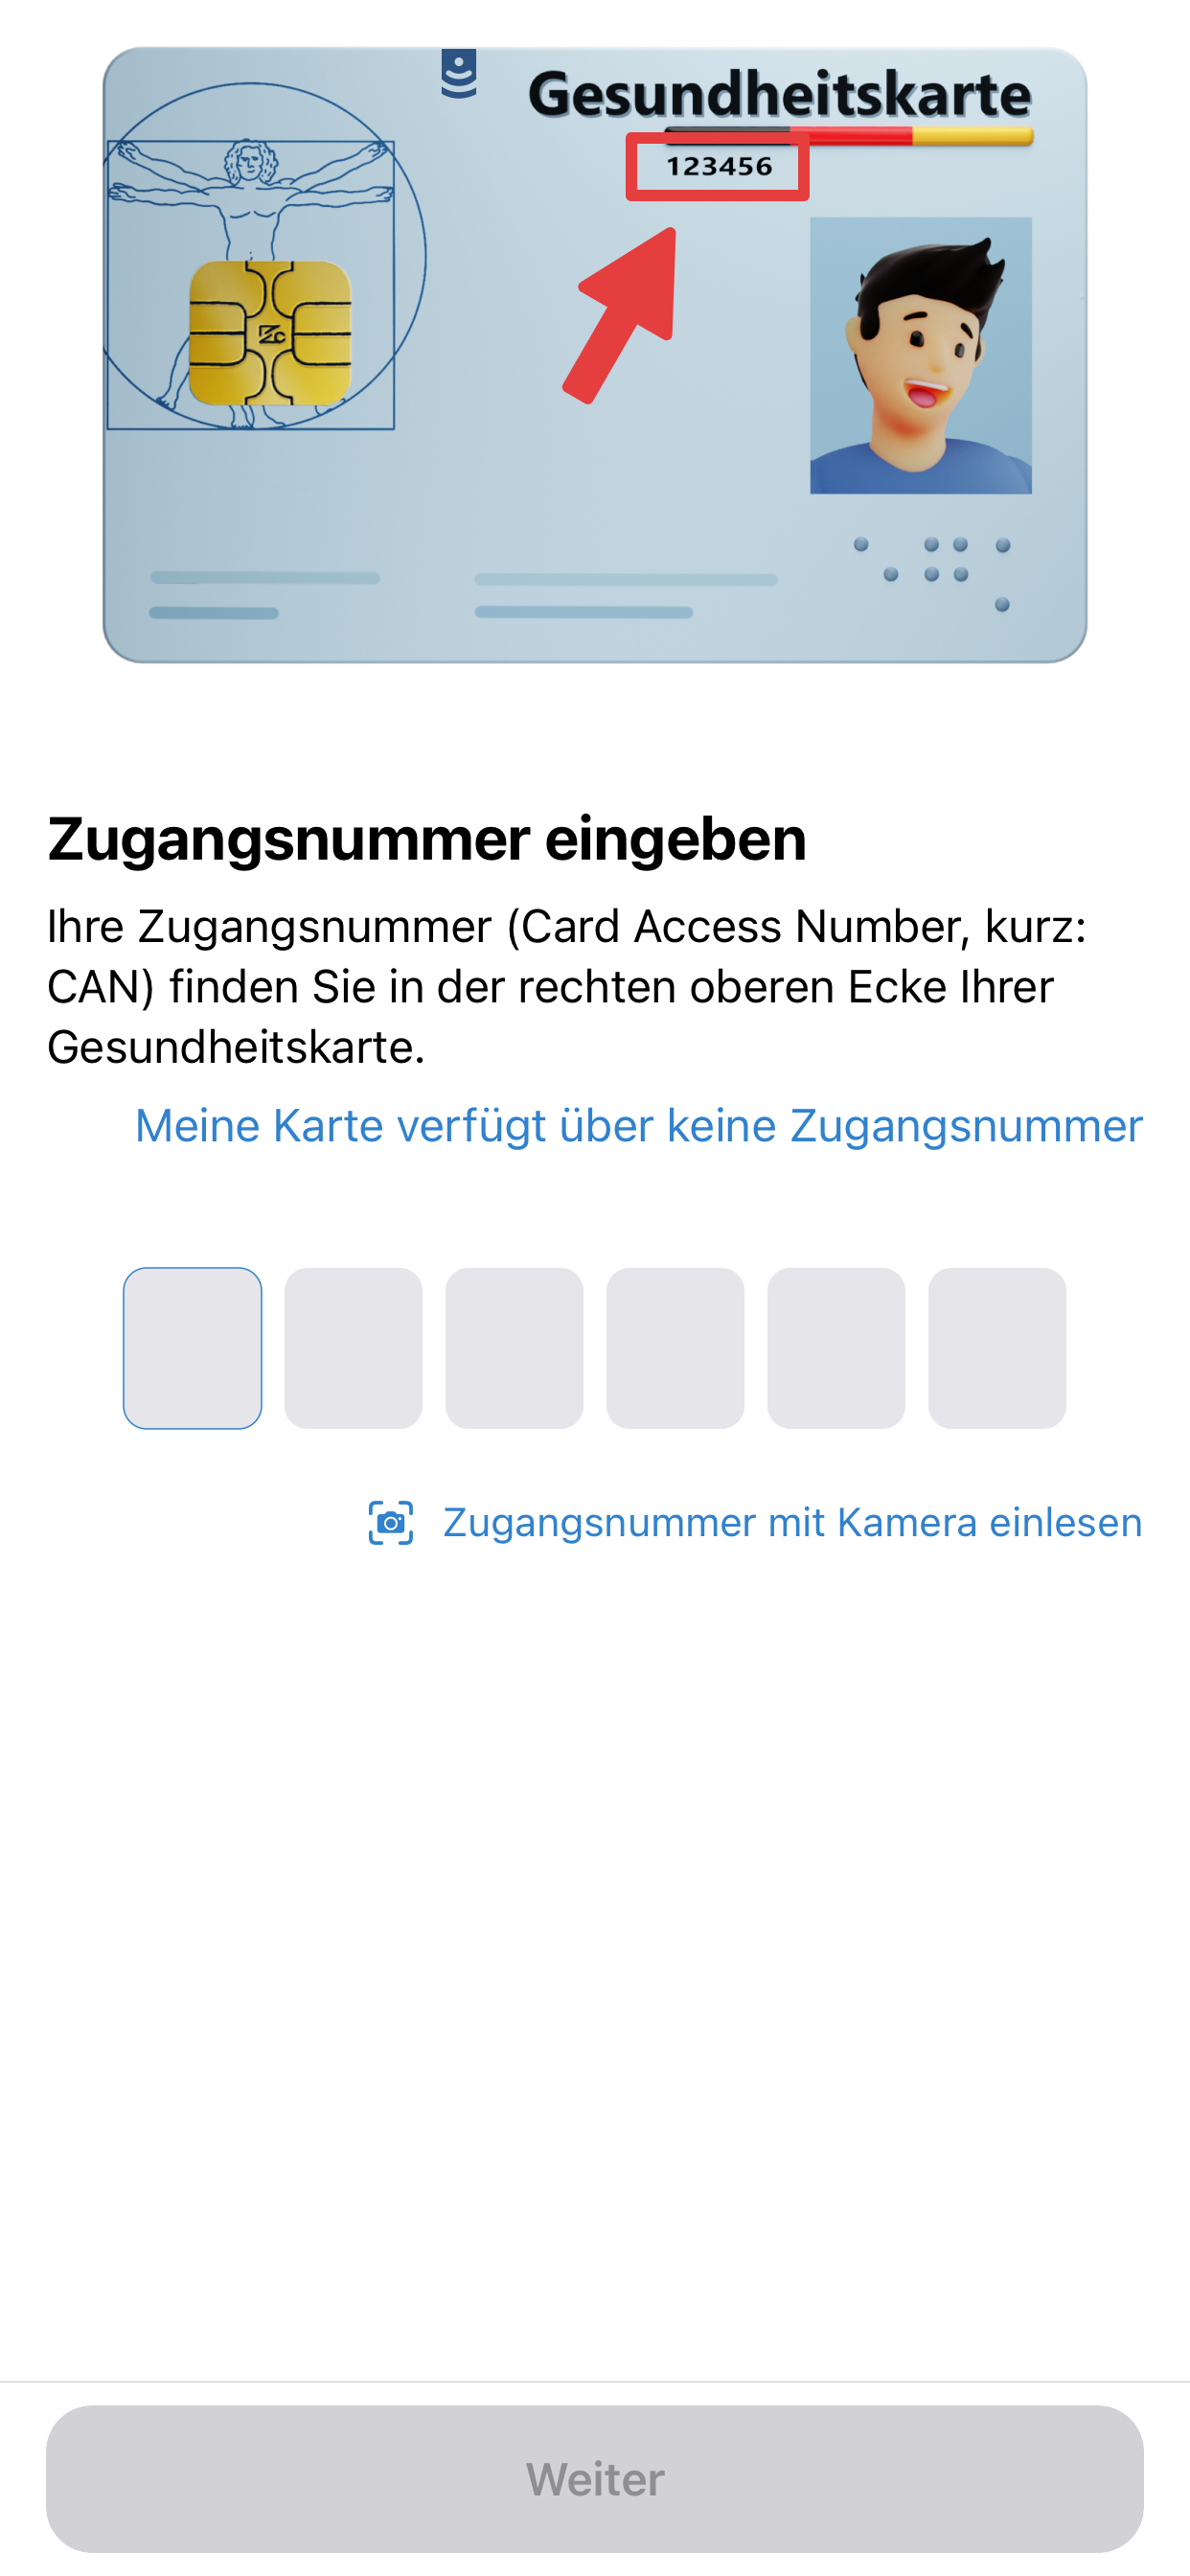 Gesundheitskarte
123456
Zugangsnummer eingeben
Ihre Zugangsnummer (Card Access Number, kurz:
CAN) finden Sie in der rechten oberen Ecke Ihrer
Gesundheitskarte.
Meine Karte verfügt über keine Zugangsnummer
Zugangsnummer mit Kamera einlesen
Weiter